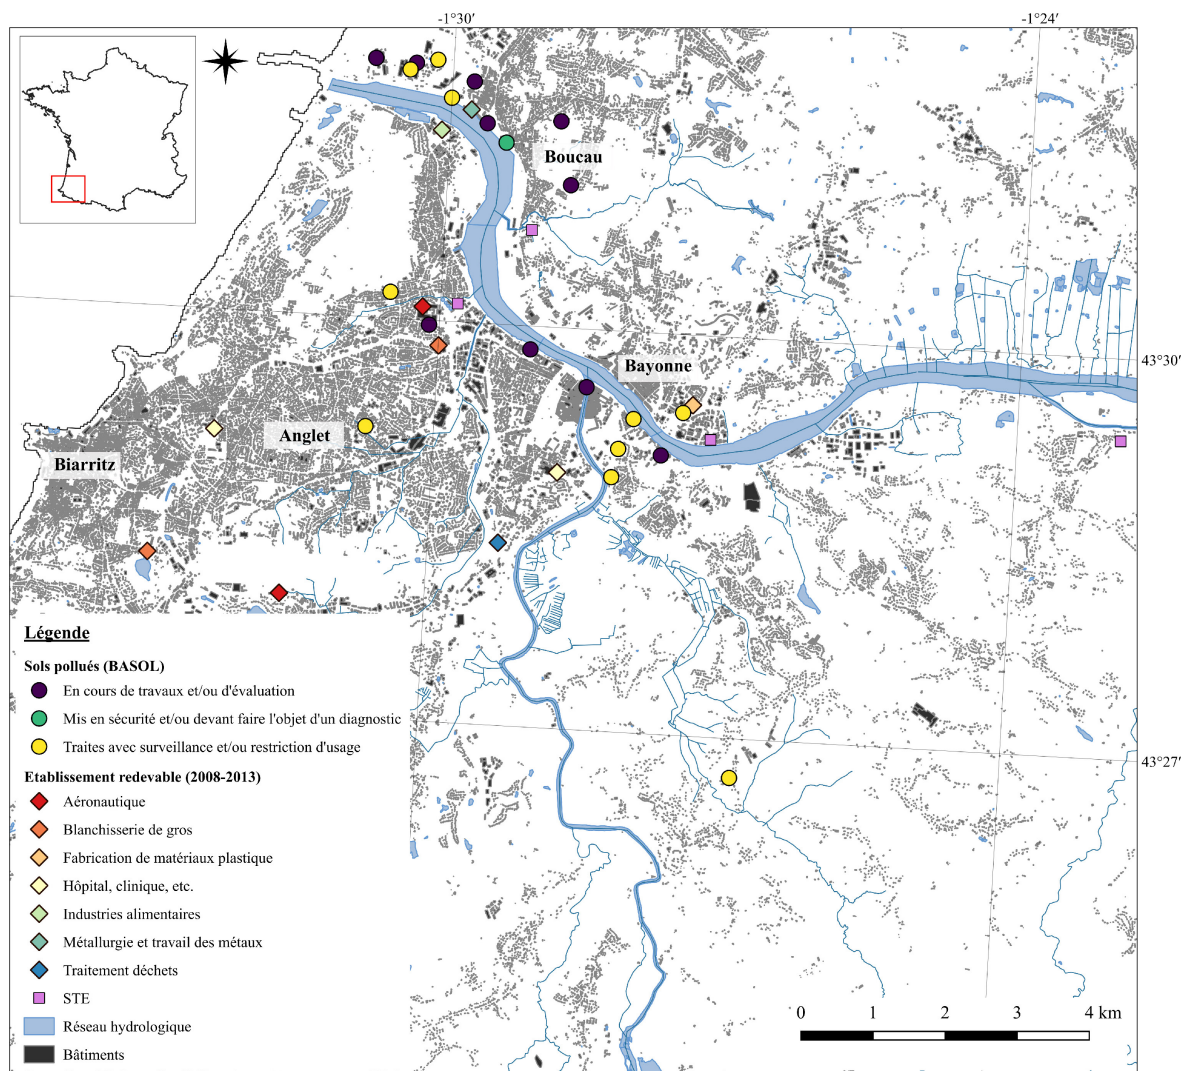 -1°30′
-1°24′
Boucau
43°30′
Bayonne
Anglet
Biarritz
43°27′
Légende
Sols pollués (BASOL)
En cours de travaux et/ou d'évaluation
Mis en sécurité et/ou devant faire l'objet d'un diagnostic
Traites avec surveillance et/ou restriction d'usage
Etablissement redevable (2008-2013)
Aéronautique
Blanchisserie de gros
Fabrication de matériaux plastique
Hôpital, clinique, etc.
Industries alimentaires
Métallurgie et travail des métaux
Traitement déchets
STE
Réseau hydrologique
Bâtiments
0 1 2 3 4 km